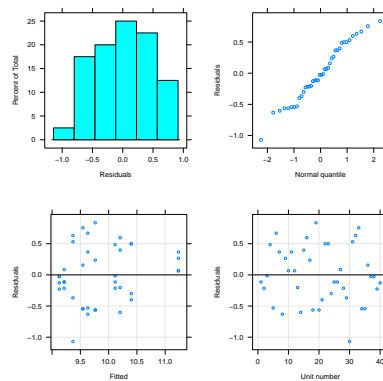 25
20
15
10
5
0
Percent of Total
−1.0 −0.5 0.0 0.5 1.0
Residuals
0.5
0.0
−0.5
−1.0
Residuals
−2 −1 0 1 2
Normal quantile
0.5
0.0
−0.5
−1.0
Residuals
9.5 10.0 10.5 11.0
Fitted
0.5
0.0
−0.5
−1.0
Residuals
0 10 20 30 40
Unit number